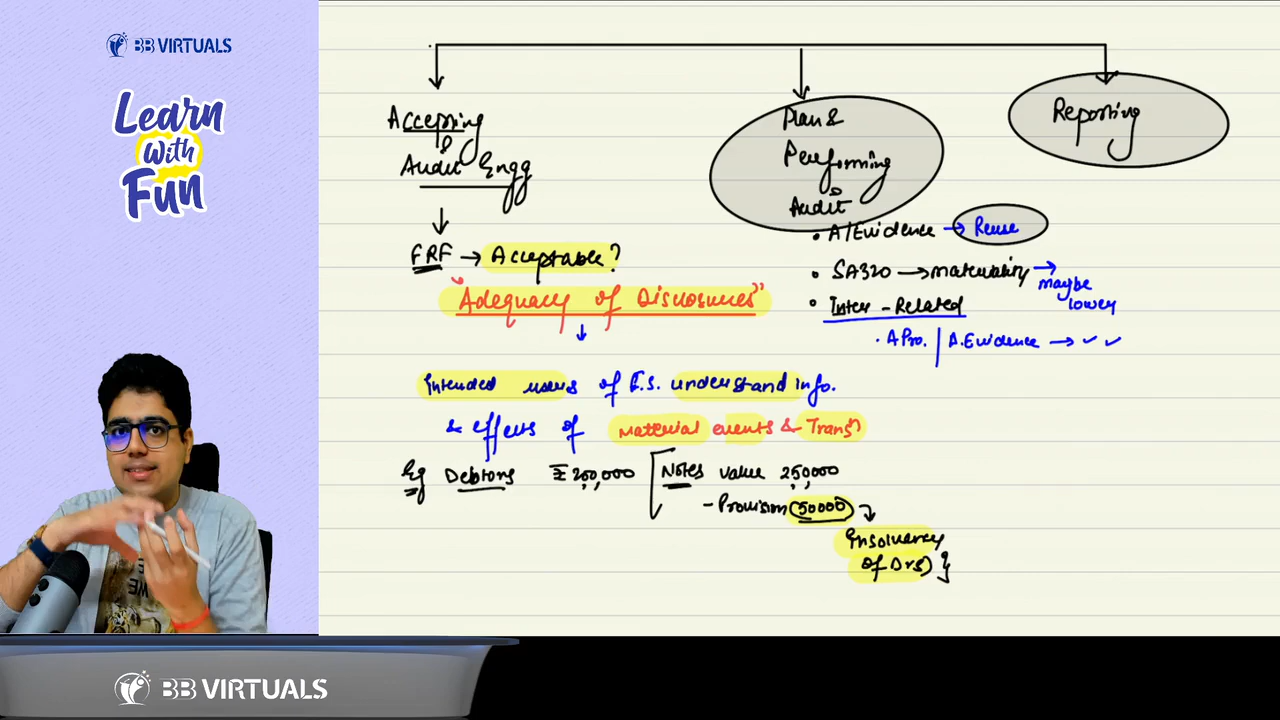 BB VIRTUALS
Learn
With
Fun
Accepting
Audit Engg
FRF → Acceptable?
"Adequacy of Disclosures"
Intended users of F.S. understand info.
& effects of Material events & Transn
Eg Debtors ₹ 200,000
Notes value 250000
- Provision 50000
Insolvency
of Drs }
Plan &
Performing
Audit
• A/Evidence → Reuse
• SA320 → materiality → maybe
lower
• Inter-Related
• A Pro. | A. Evidence → ✓ ✓
Reporting
BB VIRTUALS